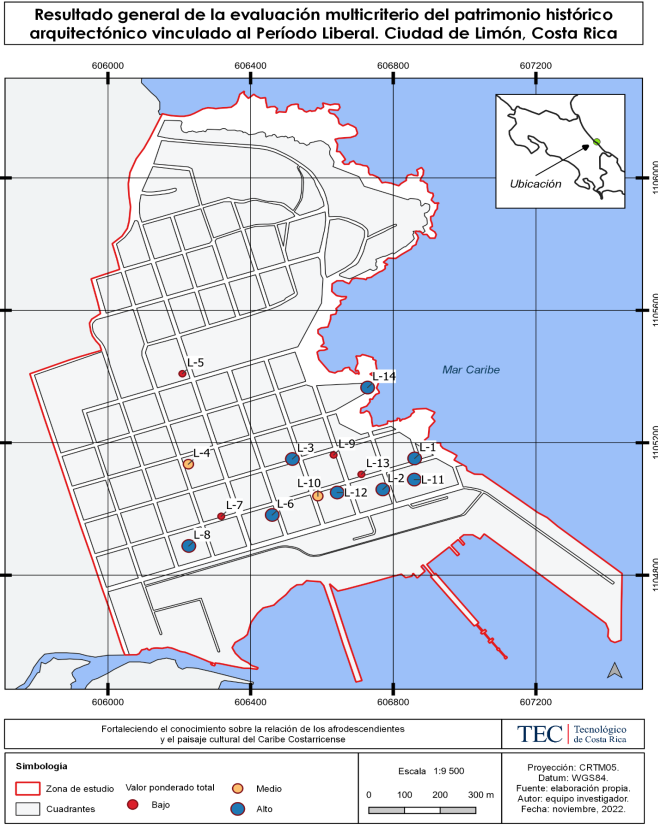 Resultado general de la evaluación multicriterio del patrimonio histórico
arquitectónico vinculado al Período Liberal. Ciudad de Limón, Costa Rica
606000 606400 606800 607200
1106000
1105600
1105200
1104800
Ubicación
Mar Caribe
L-5
L-14
L-4
L-3
L-9
L-1
L-13
L-10
L-12
L-2
L-11
L-7
L-6
L-8
606000 606400 606800 607200
Fortaleciendo el conocimiento sobre la relación de los afrodescendientes
y el paisaje cultural del Caribe Costarricense
TEC | Tecnológico
de Costa Rica
Simbología
Zona de estudio
Cuadrantes
Valor ponderado total
Bajo
Medio
Alto
Escala 1:9 500
0 100 200 300 m
Proyección: CRTM05.
Datum: WGS84.
Fuente: elaboración propia.
Autor: equipo investigador.
Fecha: noviembre, 2022.